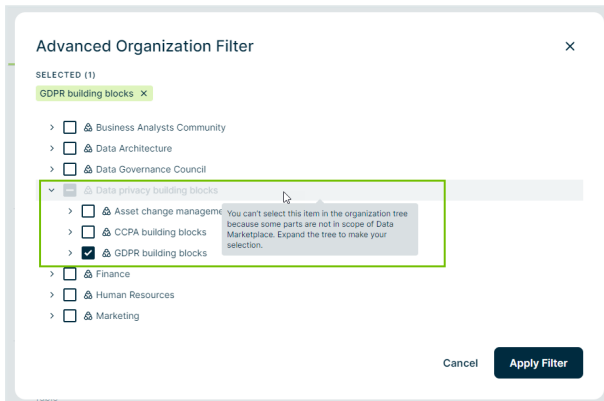 Advanced Organization Filter
SELECTED (1)
GDPR building blocks
Business Analysts Community
Data Architecture
Data Governance Council
Data privacy building blocks
Asset change manageme
You can't select this item in the organization tree
because some parts are not in scope of Data
Marketplace. Expand the tree to make your
selection.
CCPA building blocks
GDPR building blocks
Finance
Human Resources
Marketing
Cancel
Apply Filter